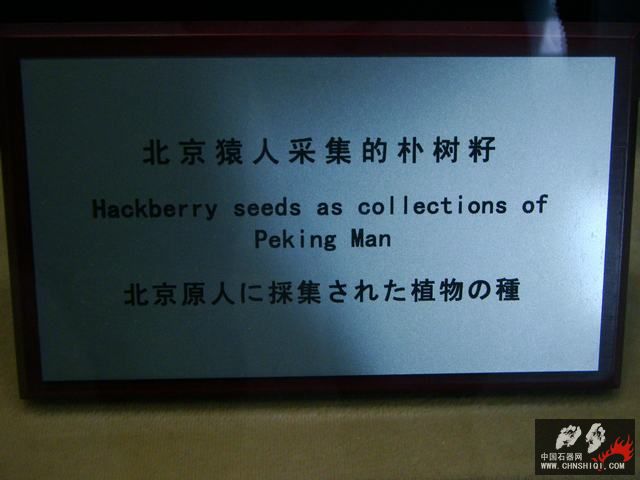 北京猿人采集的朴树籽
Hackberry seeds as collections of
Peking Man
北京原人に採集された植物の種
中国石器网
WWW.CHNSHIQI.COM